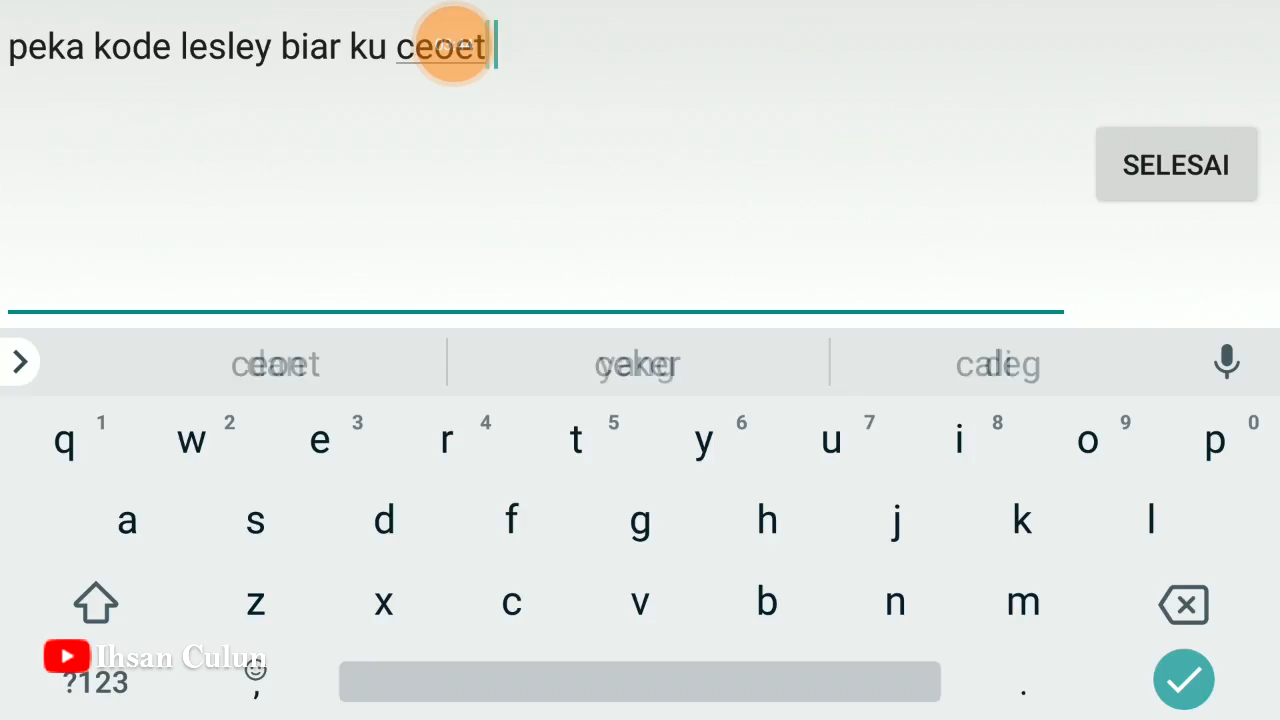 peka kode lesley biar ku ceoet
SELESAI
q 1 w 2 e 3 r 4 t 5 y 6 u 7 i 8 o 9 p 0
a s d f g h j k l
z x c v b n m
Ihsan Culun
?123 , .